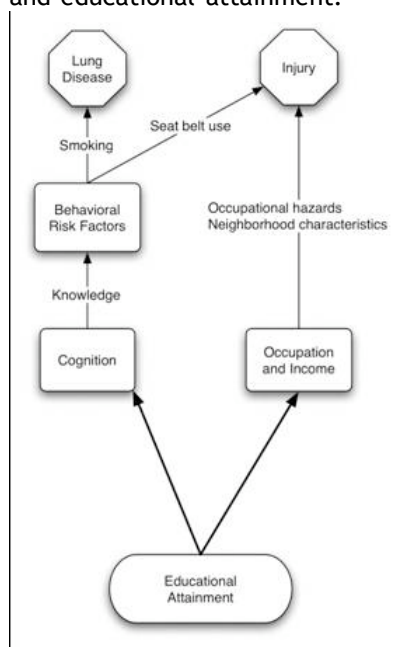 and educational attainment.
Lung
Disease
Injury
Seat belt use
Smoking
Behavioral
Risk Factors
Occupational hazards
Neighborhood characteristics
Knowledge
Cognition
Occupation
and Income
Educational
Attainment